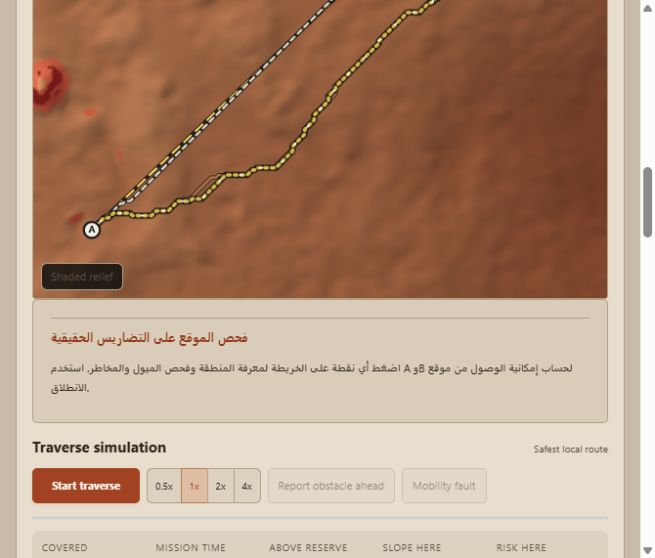 A
Shaded relief
فحص الموقع على التضاريس الحقيقية
لحساب إمكانية الوصول من موقع Bو A اضغط أي نقطة على الخريطة لمعرفة المنطقة وفحص الميول والمخاطر. استخدم
الانطلاق.
Traverse simulation
Safest local route
Start traverse
0.5x 1x 2x 4x
Report obstacle ahead
Mobility fault
COVERED MISSION TIME ABOVE RESERVE SLOPE HERE RISK HERE